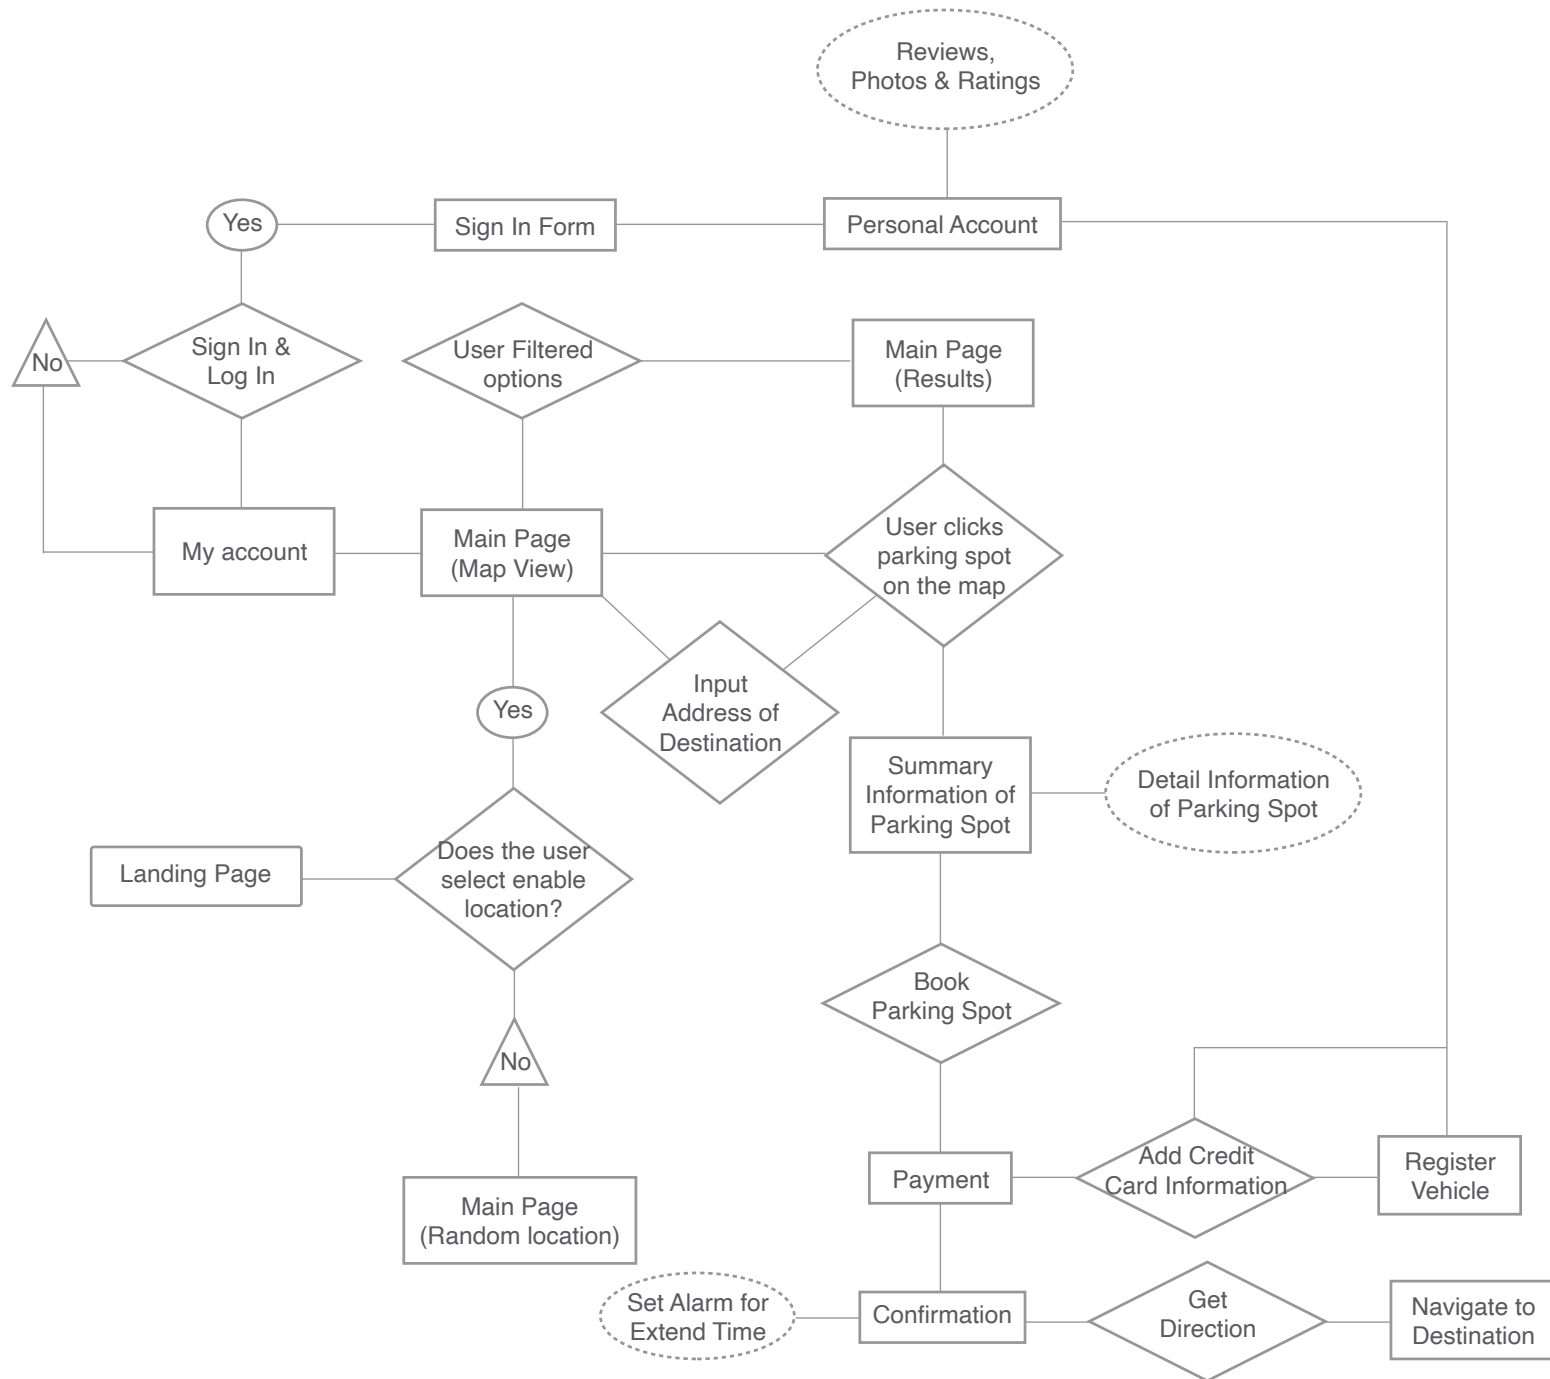 Reviews,
Photos & Ratings
Yes
Sign In Form
Personal Account
No
Sign In &
Log In
User Filtered
options
Main Page
(Results)
My account
Main Page
(Map View)
User clicks
parking spot
on the map
Yes
Input
Address of
Destination
Summary
Information of
Parking Spot
Detail Information
of Parking Spot
Landing Page
Does the user
select enable
location?
Book
Parking Spot
No
Payment
Add Credit
Card Information
Register
Vehicle
Main Page
(Random location)
Set Alarm for
Extend Time
Confirmation
Get
Direction
Navigate to
Destination